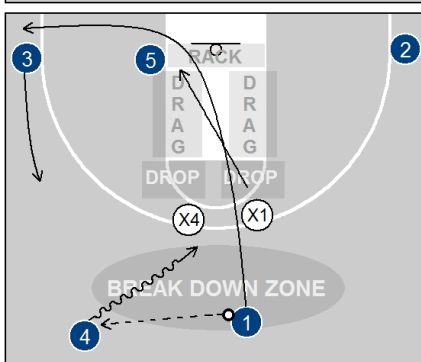 3
5
RACK
2
D D
R R
A A
G G
DROP DROP
X4 X1
BREAK DOWN ZONE
4 1